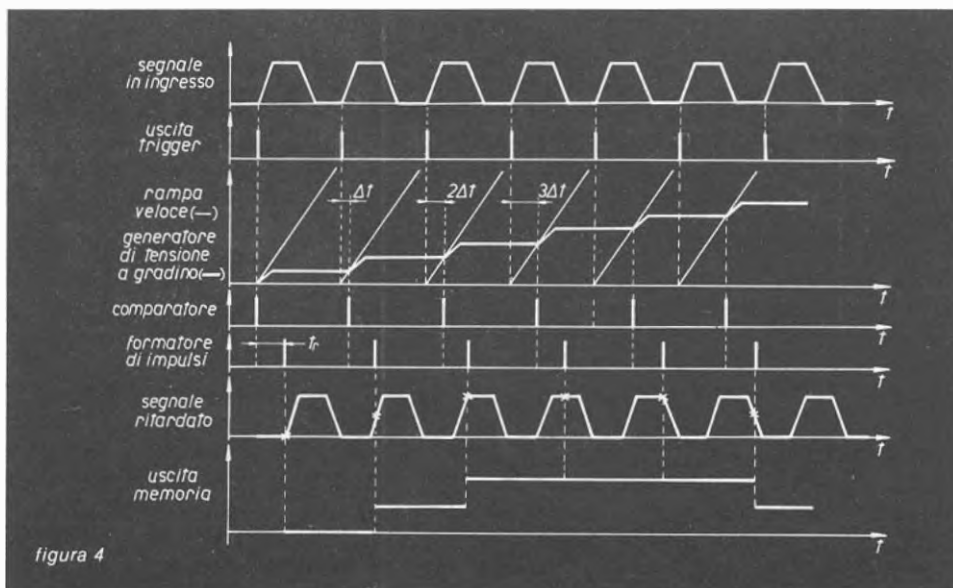 segnale
in ingresso
t
uscita
trigger
t
rampa
veloce (—)
Δt
2Δt
3Δt
generatore
di tensione
a gradino (—)
t
comparatore
t
formatore
di impulsi
tr
t
segnale
ritardato
t
uscita
memoria
t
figura 4